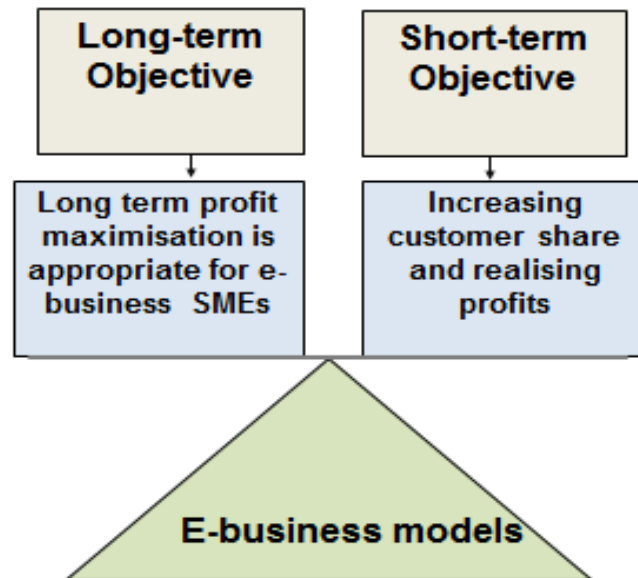 Long-term
Objective
Short-term
Objective
Long term profit
maximisation is
appropriate for e-
business SMEs
Increasing
customer share
and realising
profits
E-business models